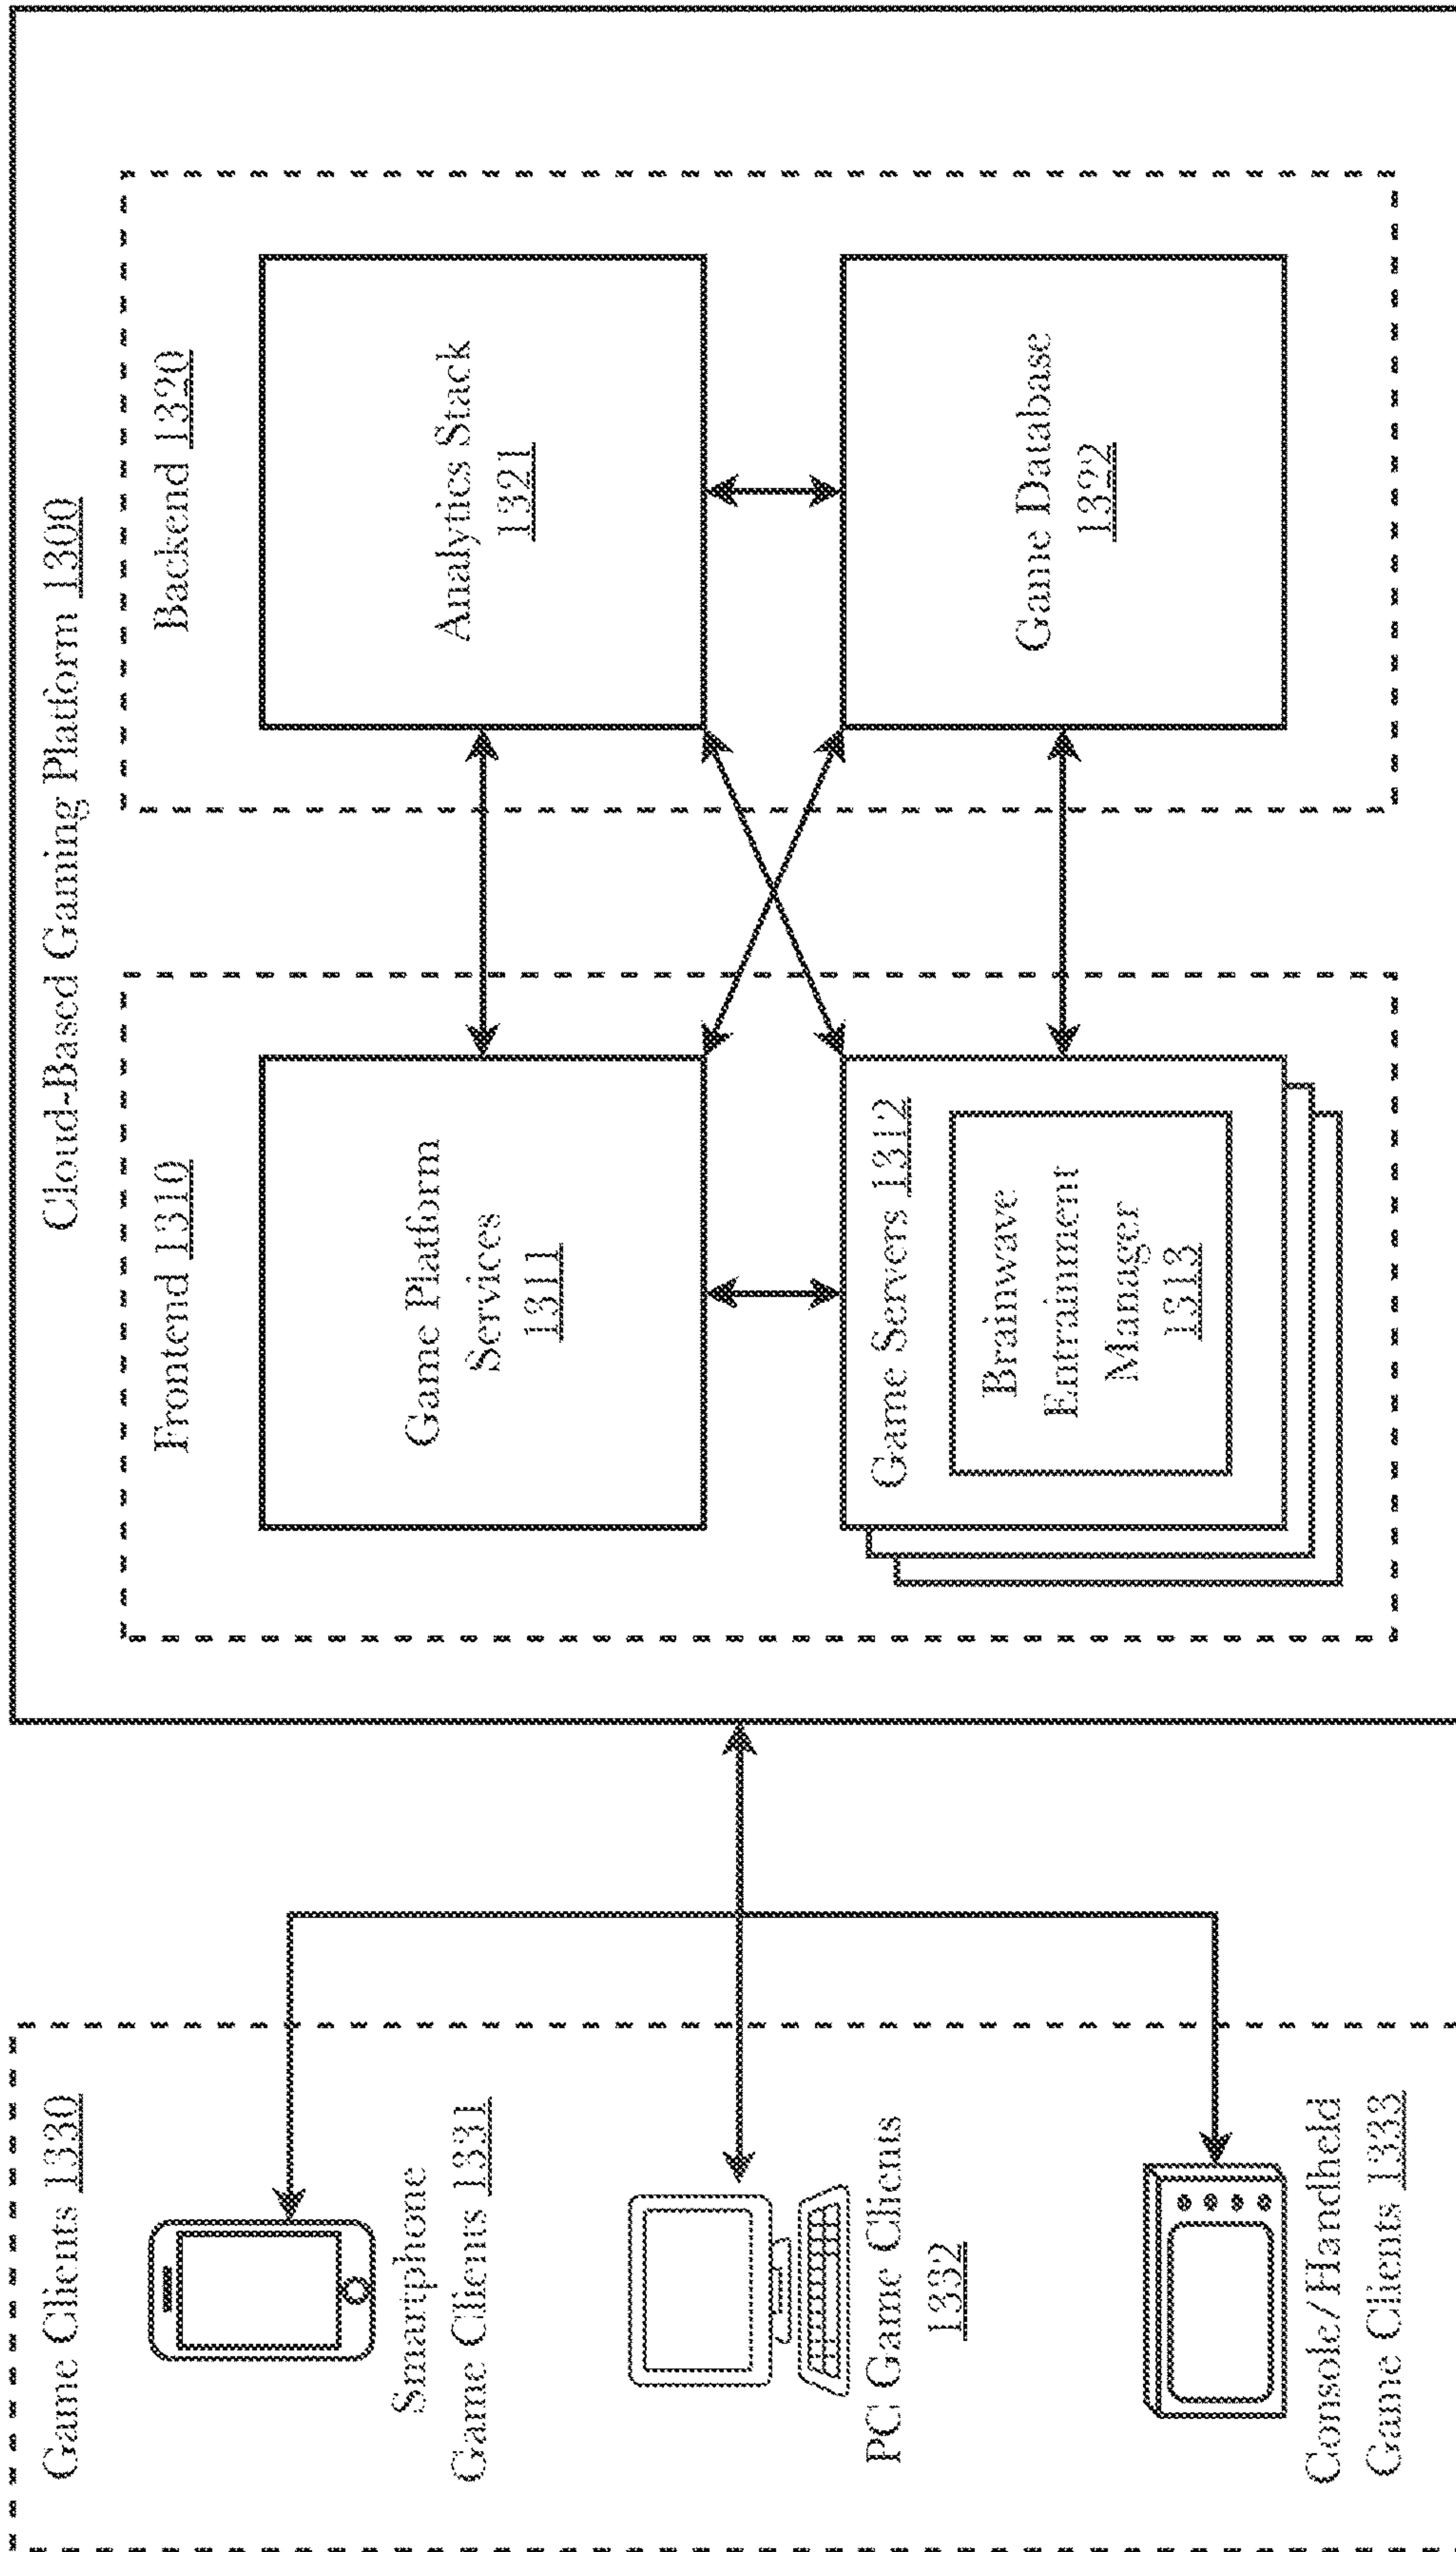 Cloud-Based Gaming Platform 1300
Game Clients 1330
Smartphone
Game Clients 1331
PC Game Clients
1332
Console/Handheld
Game Clients 1333
Frontend 1310
Game Platform
Services
1311
Game Servers 1312
Brainwave
Entrainment
Manager
1313
Backend 1320
Analytics Stack
1321
Game Database
1322